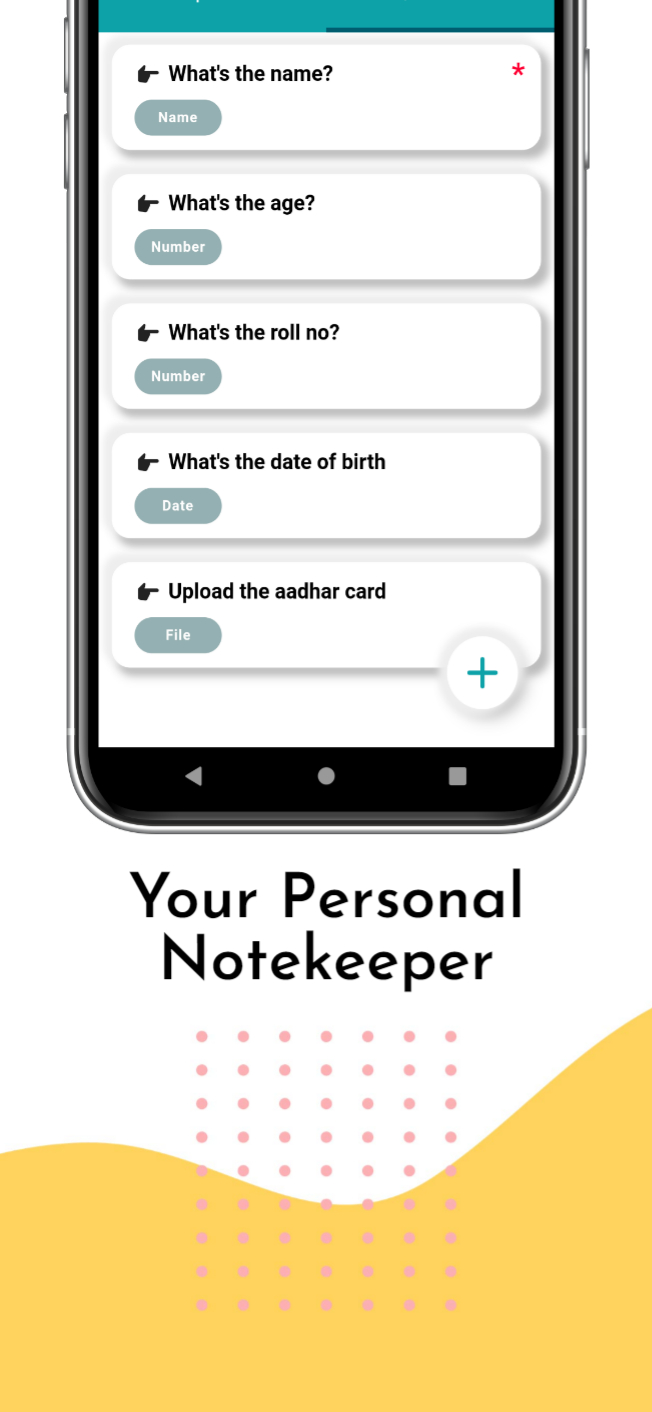 What's the name?
*
Name
What's the age?
Number
What's the roll no?
Number
What's the date of birth
Date
Upload the aadhar card
File
+
Your Personal
Notekeeper